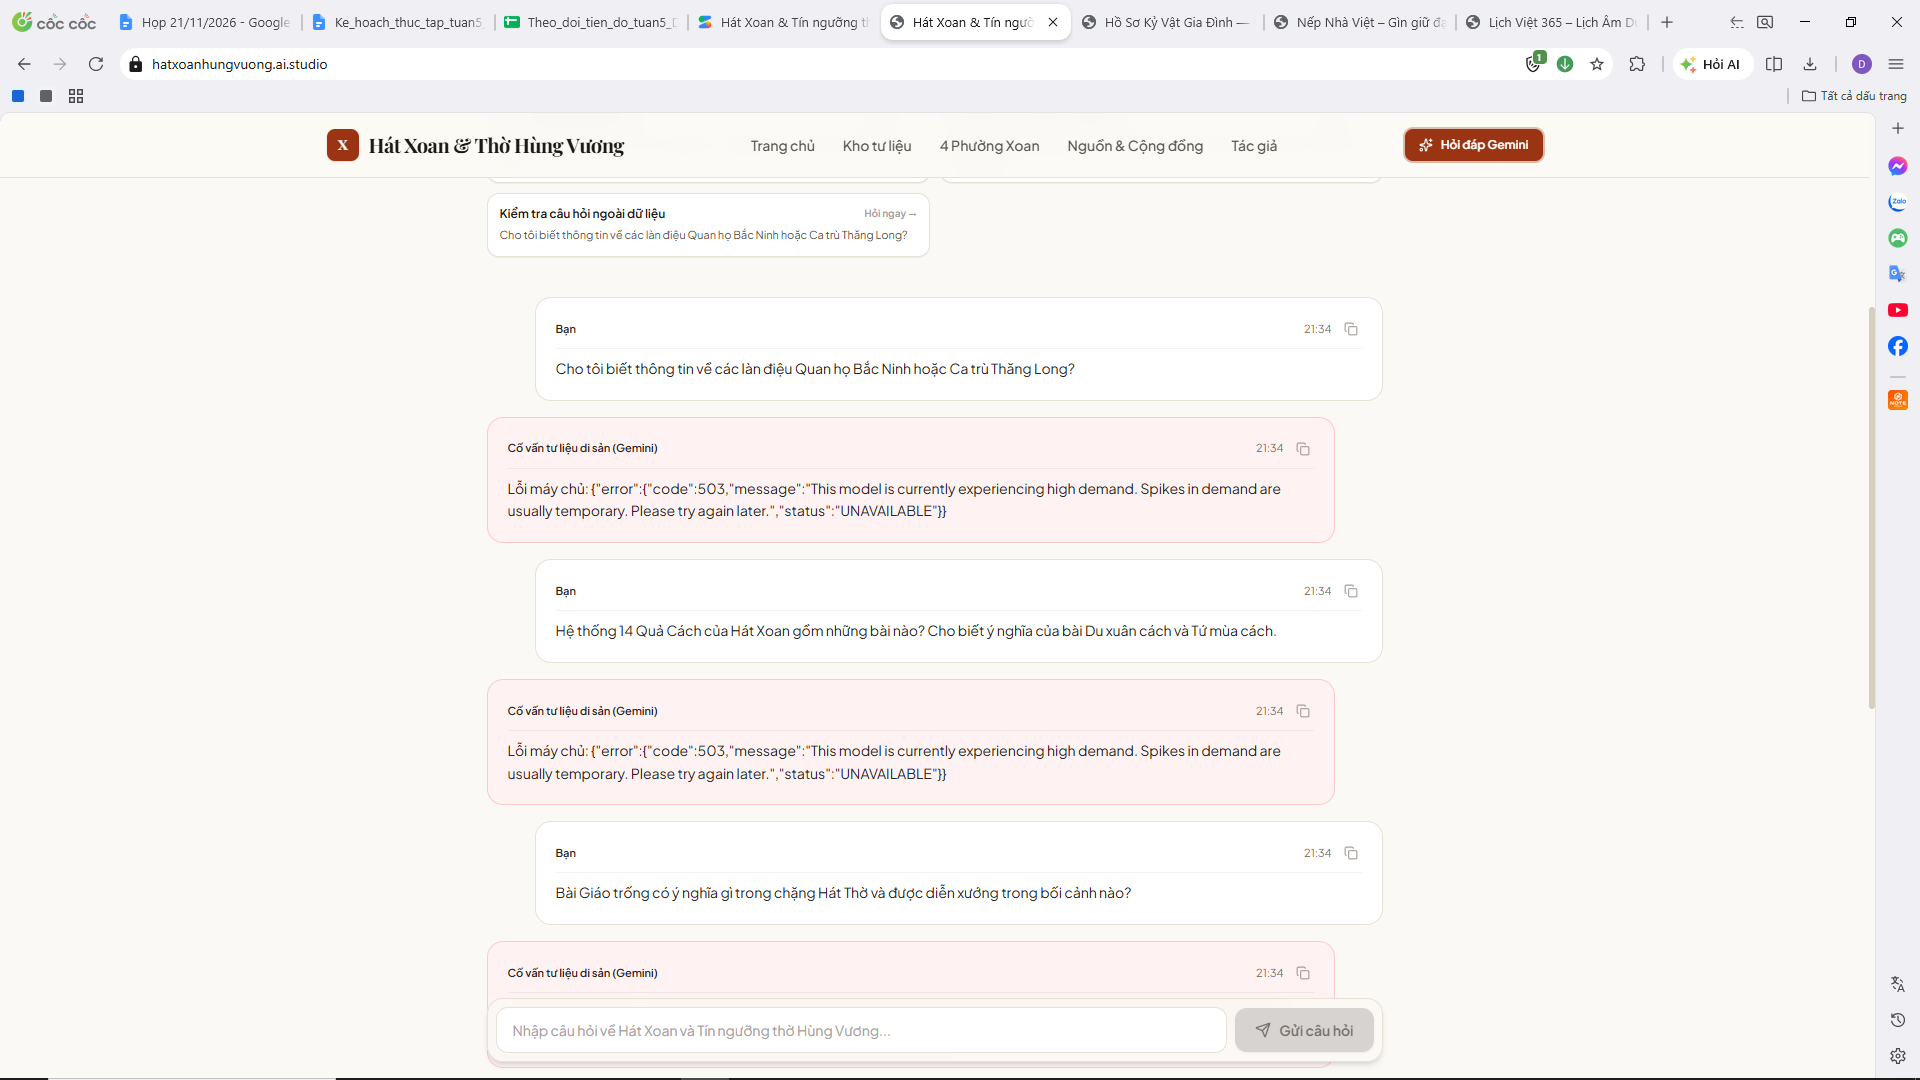 cốc cốc
Họp 21/11/2026 - Google
Ke_hoach_thuc_tap_tuan5_
Theo_doi_tien_do_tuan5_D
Hát Xoan & Tín ngưỡng th
Hát Xoan & Tín ngưỡ
Hồ Sơ Kỷ Vật Gia Đình —
Nếp Nhà Việt – Gìn giữ đạ
Lịch Việt 365 – Lịch Âm D
hatxoanhungvuong.ai.studio
1
Hỏi AI
D
Tất cả dấu trang
X
Hát Xoan & Thờ Hùng Vương
Trang chủ
Kho tư liệu
4 Phường Xoan
Nguồn & Cộng đồng
Tác giả
Hỏi đáp Gemini
Kiểm tra câu hỏi ngoài dữ liệu
Hỏi ngay →
Cho tôi biết thông tin về các làn điệu Quan họ Bắc Ninh hoặc Ca trù Thăng Long?
Bạn
21:34
Cho tôi biết thông tin về các làn điệu Quan họ Bắc Ninh hoặc Ca trù Thăng Long?
Cố vấn tư liệu di sản (Gemini)
21:34
Lỗi máy chủ: {"error":{"code":503,"message":"This model is currently experiencing high demand. Spikes in demand are
usually temporary. Please try again later.","status":"UNAVAILABLE"}}
Bạn
21:34
Hệ thống 14 Quả Cách của Hát Xoan gồm những bài nào? Cho biết ý nghĩa của bài Du xuân cách và Tứ mùa cách.
Cố vấn tư liệu di sản (Gemini)
21:34
Lỗi máy chủ: {"error":{"code":503,"message":"This model is currently experiencing high demand. Spikes in demand are
usually temporary. Please try again later.","status":"UNAVAILABLE"}}
Bạn
21:34
Bài Giáo trống có ý nghĩa gì trong chặng Hát Thờ và được diễn xướng trong bối cảnh nào?
Cố vấn tư liệu di sản (Gemini)
21:34
Nhập câu hỏi về Hát Xoan và Tín ngưỡng thờ Hùng Vương...
Gửi câu hỏi
Zalo
NOTE